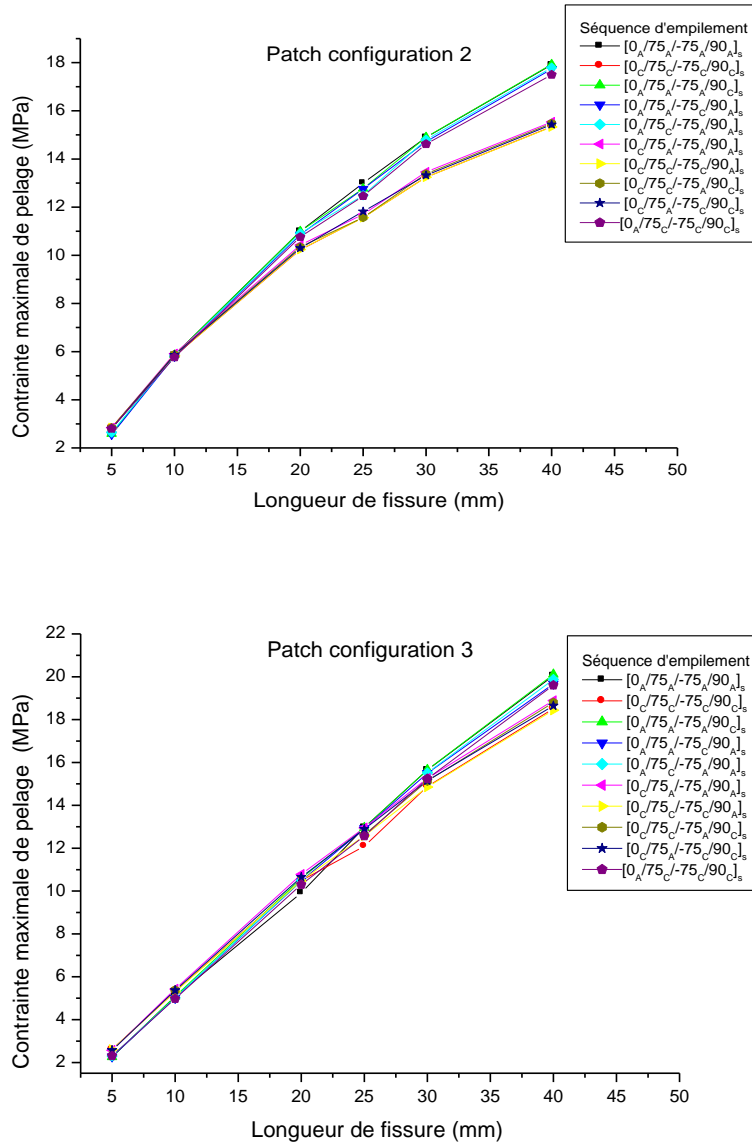 Patch configuration 2
Contrainte maximale de pelage (MPa)
18
16
14
12
10
8
6
4
2
5 10 15 20 25 30 35 40 45 50
Longueur de fissure (mm)
Séquence d'empilement
[0A/75A/-75A/90A]s
[0C/75C/-75C/90C]s
[0A/75A/-75A/90C]s
[0A/75A/-75C/90A]s
[0A/75C/-75A/90A]s
[0C/75A/-75A/90A]s
[0C/75C/-75C/90A]s
[0C/75C/-75A/90C]s
[0C/75A/-75C/90C]s
[0A/75C/-75C/90C]s
Patch configuration 3
Contrainte maximale de pelage (MPa)
22
20
18
16
14
12
10
8
6
4
2
5 10 15 20 25 30 35 40 45 50
Longueur de fissure (mm)
Séquence d'empilement
[0A/75A/-75A/90A]s
[0C/75C/-75C/90C]s
[0A/75A/-75A/90C]s
[0A/75A/-75C/90A]s
[0A/75C/-75A/90A]s
[0C/75A/-75A/90A]s
[0C/75C/-75C/90A]s
[0C/75C/-75A/90C]s
[0C/75A/-75C/90C]s
[0A/75C/-75C/90C]s